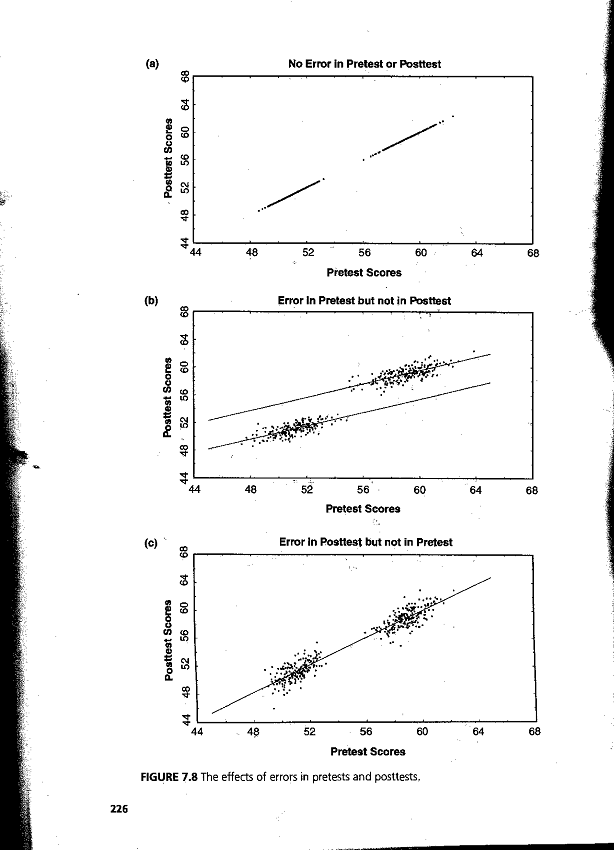 (a)
No Error in Pretest or Posttest
68
64
60
56
52
48
44
Posttest Scores
44 48 52 56 60 64 68
Pretest Scores
(b)
Error in Pretest but not in Posttest
68
64
60
56
52
48
44
Posttest Scores
44 48 52 56 60 64 68
Pretest Scores
(c)
Error in Posttest but not in Pretest
68
64
60
56
52
48
44
Posttest Scores
44 48 52 56 60 64 68
Pretest Scores
FIGURE 7.8 The effects of errors in pretests and posttests.
226